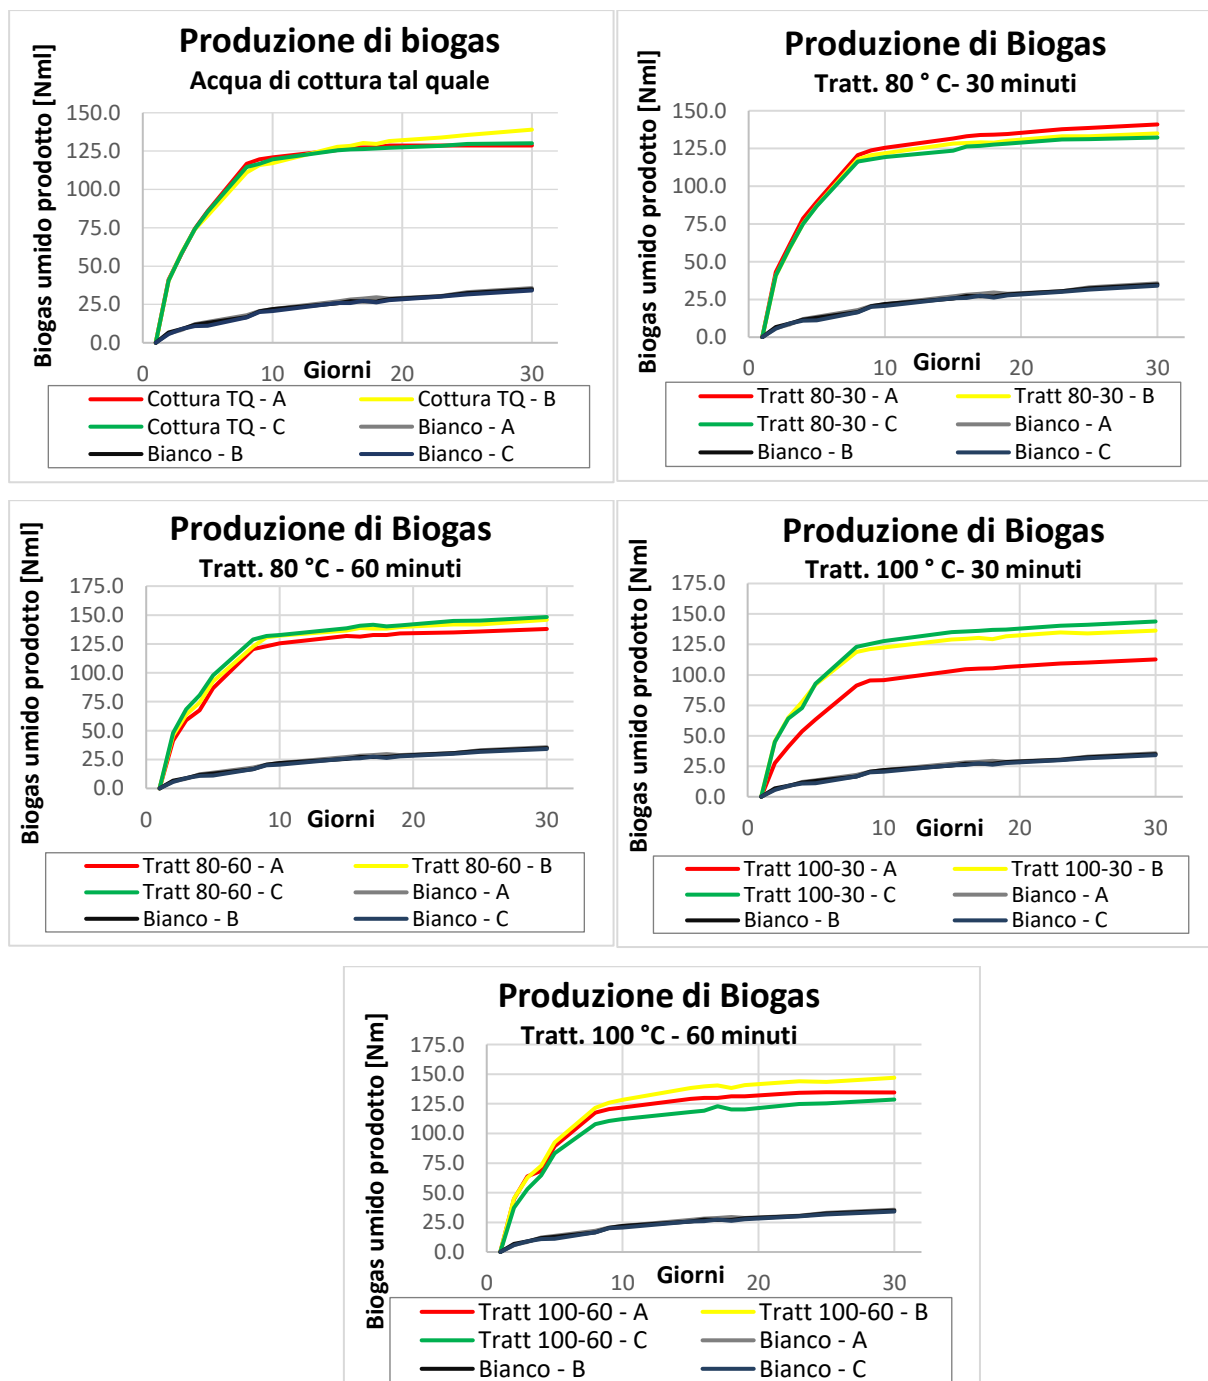 Produzione di biogas
Acqua di cottura tal quale
Biogas umido prodotto [Nml]
150.0
125.0
100.0
75.0
50.0
25.0
0.0
0 10 20 30
Giorni
Cottura TQ - A Cottura TQ - B
Cottura TQ - C Bianco - A
Bianco - B Bianco - C
Produzione di Biogas
Tratt. 80 ° C- 30 minuti
Biogas umido prodotto [Nml]
150.0
125.0
100.0
75.0
50.0
25.0
0.0
0 10 20 30
Giorni
Tratt 80-30 - A Tratt 80-30 - B
Tratt 80-30 - C Bianco - A
Bianco - B Bianco - C
Produzione di Biogas
Tratt. 80 °C - 60 minuti
Biogas umido prodotto [Nml]
175.0
150.0
125.0
100.0
75.0
50.0
25.0
0.0
0 10 20 30
Giorni
Tratt 80-60 - A Tratt 80-60 - B
Tratt 80-60 - C Bianco - A
Bianco - B Bianco - C
Produzione di Biogas
Tratt. 100 ° C- 30 minuti
Biogas umido prodotto [Nml
175.0
150.0
125.0
100.0
75.0
50.0
25.0
0.0
0 10 20 30
Giorni
Tratt 100-30 - A Tratt 100-30 - B
Tratt 100-30 - C Bianco - A
Bianco - B Bianco - C
Produzione di Biogas
Tratt. 100 °C - 60 minuti
Biogas umido prodotto [Nm]
175.0
150.0
125.0
100.0
75.0
50.0
25.0
0.0
0 10 20 30
Giorni
Tratt 100-60 - A Tratt 100-60 - B
Tratt 100-60 - C Bianco - A
Bianco - B Bianco - C